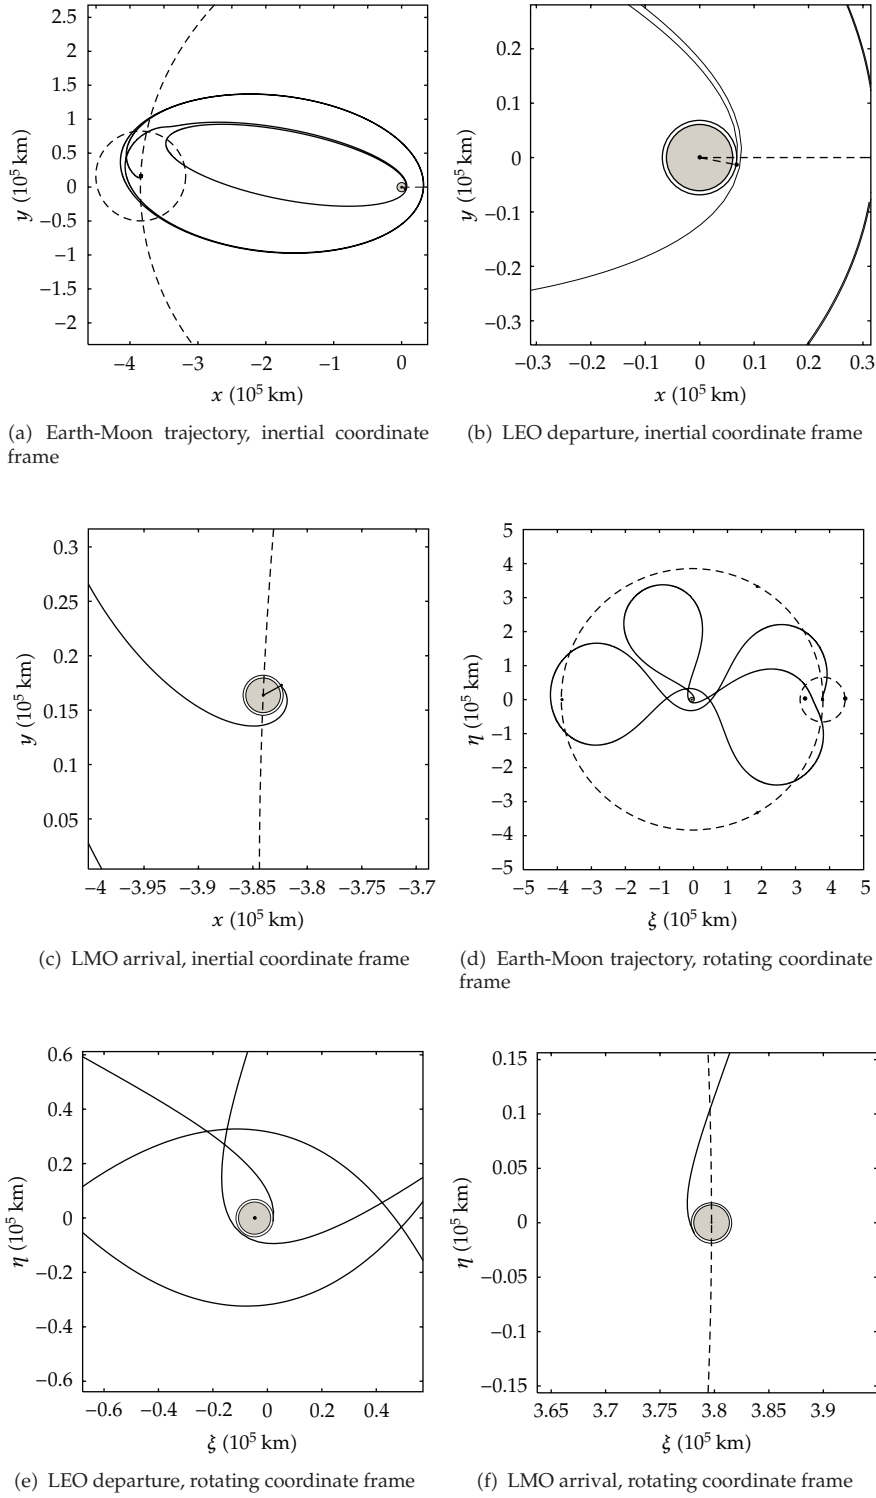 2.5
2
1.5
1
0.5
0
−0.5
−1
−1.5
−2
y (10⁵ km)
−4 −3 −2 −1 0
x (10⁵ km)
(a) Earth-Moon trajectory, inertial coordinate
frame
0.2
0.1
0
−0.1
−0.2
−0.3
y (10⁵ km)
−0.3 −0.2 −0.1 0 0.1 0.2 0.3
x (10⁵ km)
(b) LEO departure, inertial coordinate frame
0.3
0.25
0.2
0.15
0.1
0.05
y (10⁵ km)
−4 −3.95 −3.9 −3.85 −3.8 −3.75 −3.7
x (10⁵ km)
(c) LMO arrival, inertial coordinate frame
5
4
3
2
1
0
−1
−2
−3
−4
−5
η (10⁵ km)
−5 −4 −3 −2 −1 0 1 2 3 4 5
ξ (10⁵ km)
(d) Earth-Moon trajectory, rotating coordinate
frame
0.6
0.4
0.2
0
−0.2
−0.4
−0.6
η (10⁵ km)
−0.6 −0.4 −0.2 0 0.2 0.4
ξ (10⁵ km)
(e) LEO departure, rotating coordinate frame
0.15
0.1
0.05
0
−0.05
−0.1
−0.15
η (10⁵ km)
3.65 3.7 3.75 3.8 3.85 3.9
ξ (10⁵ km)
(f) LMO arrival, rotating coordinate frame